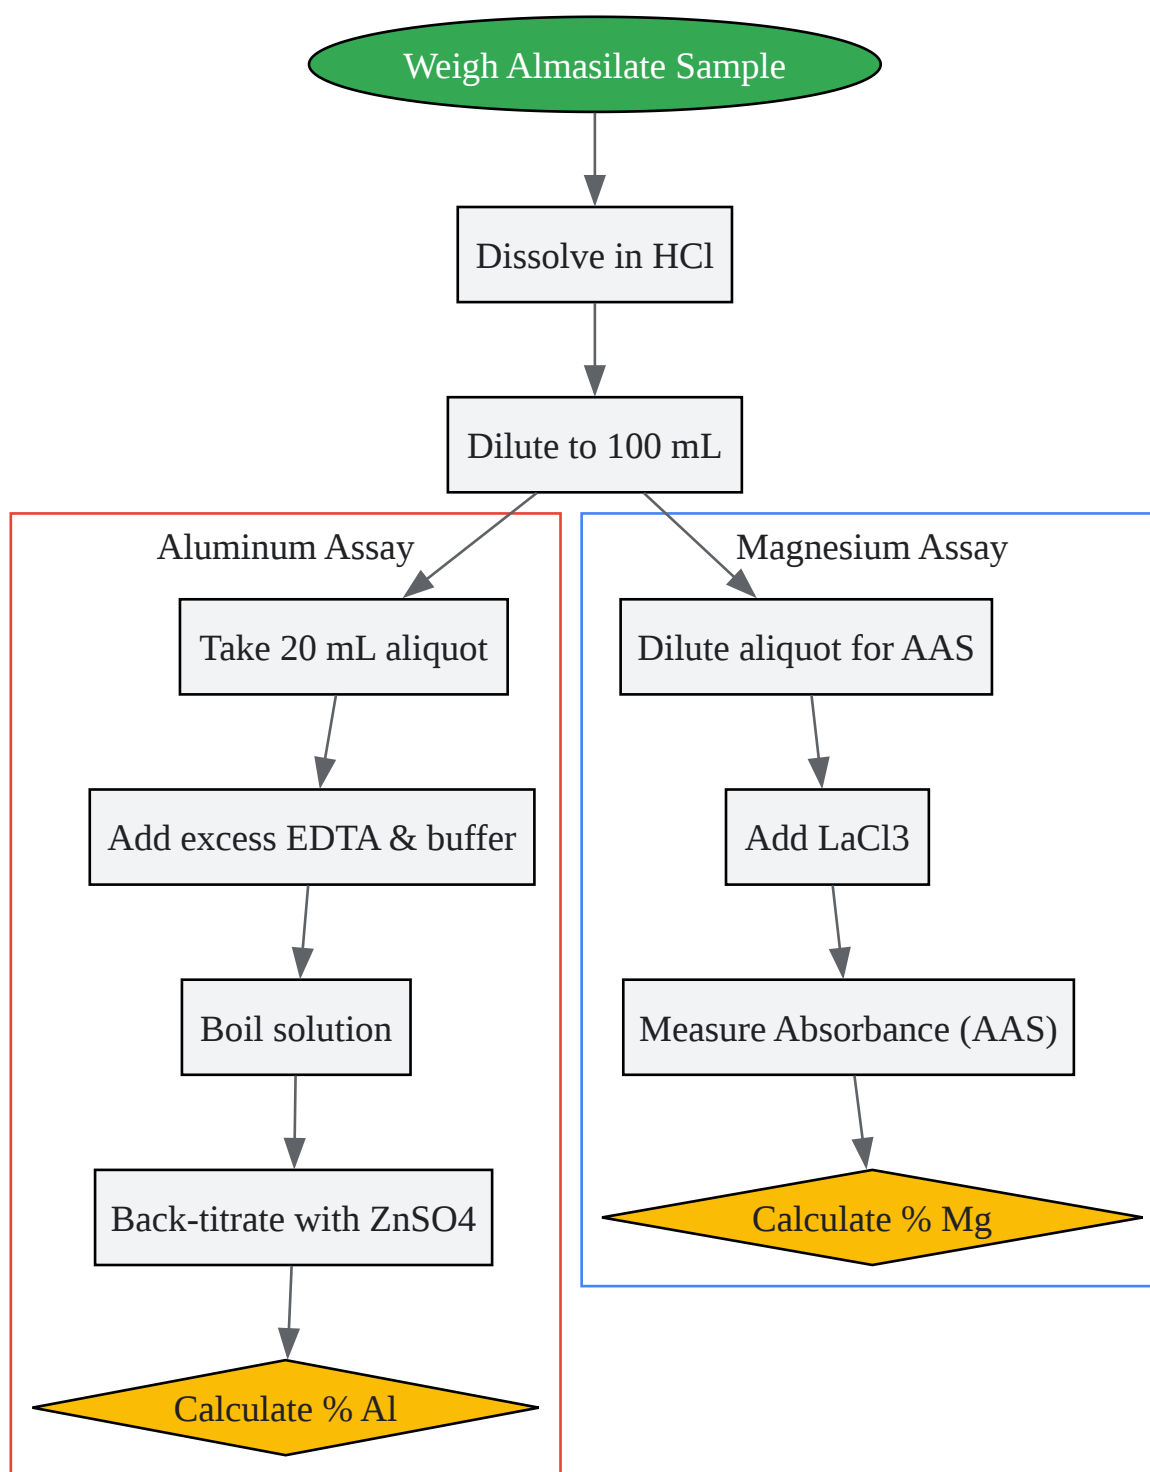 Weigh Almasilate Sample
Dissolve in HCl
Dilute to 100 mL
Aluminum Assay
Take 20 mL aliquot
Add excess EDTA & buffer
Boil solution
Back-titrate with ZnSO4
Calculate % Al
Magnesium Assay
Dilute aliquot for AAS
Add LaCl3
Measure Absorbance (AAS)
Calculate % Mg